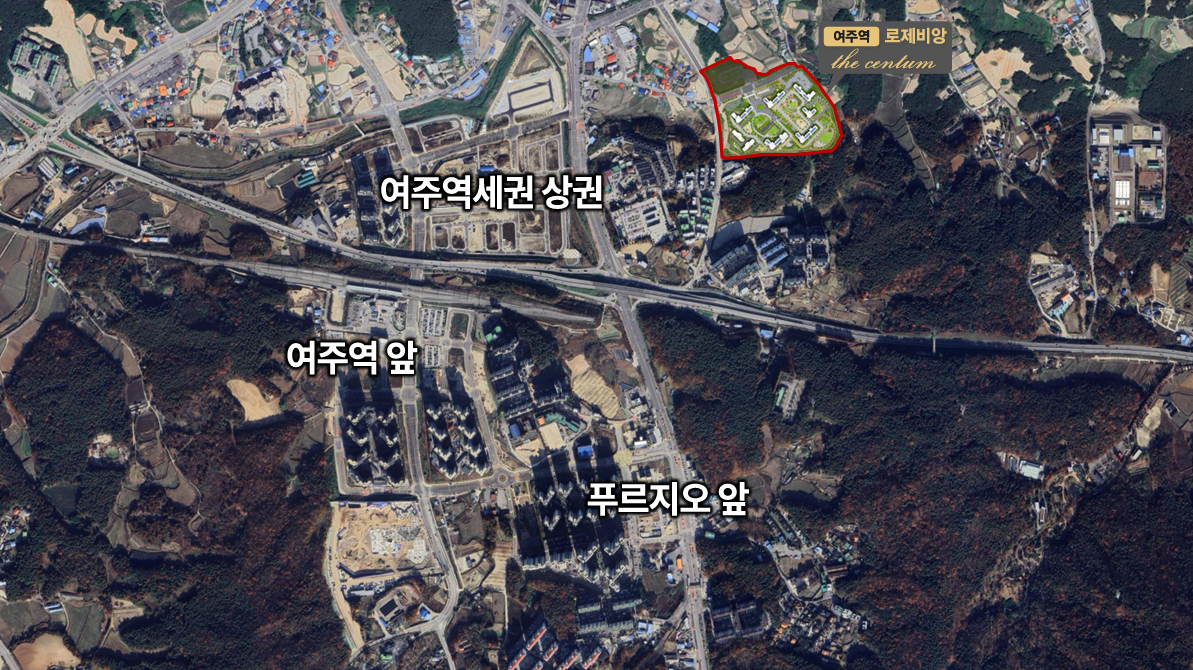 여주역 로제비앙
the centum
여주역세권 상권
여주역 앞
푸르지오 앞